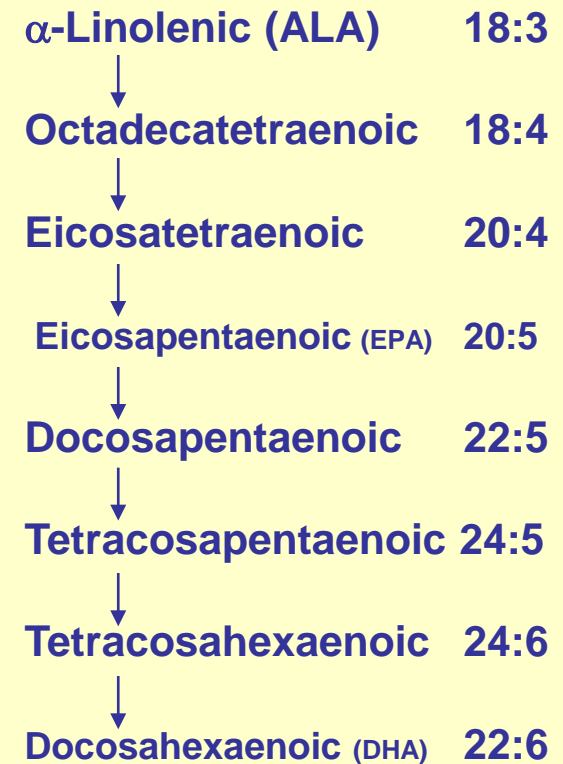 α-Linolenic (ALA) 18:3
Octadecatetraenoic 18:4
Eicosatetraenoic 20:4
Eicosapentaenoic (EPA) 20:5
Docosapentaenoic 22:5
Tetracosapentaenoic 24:5
Tetracosahexaenoic 24:6
Docosahexaenoic (DHA) 22:6